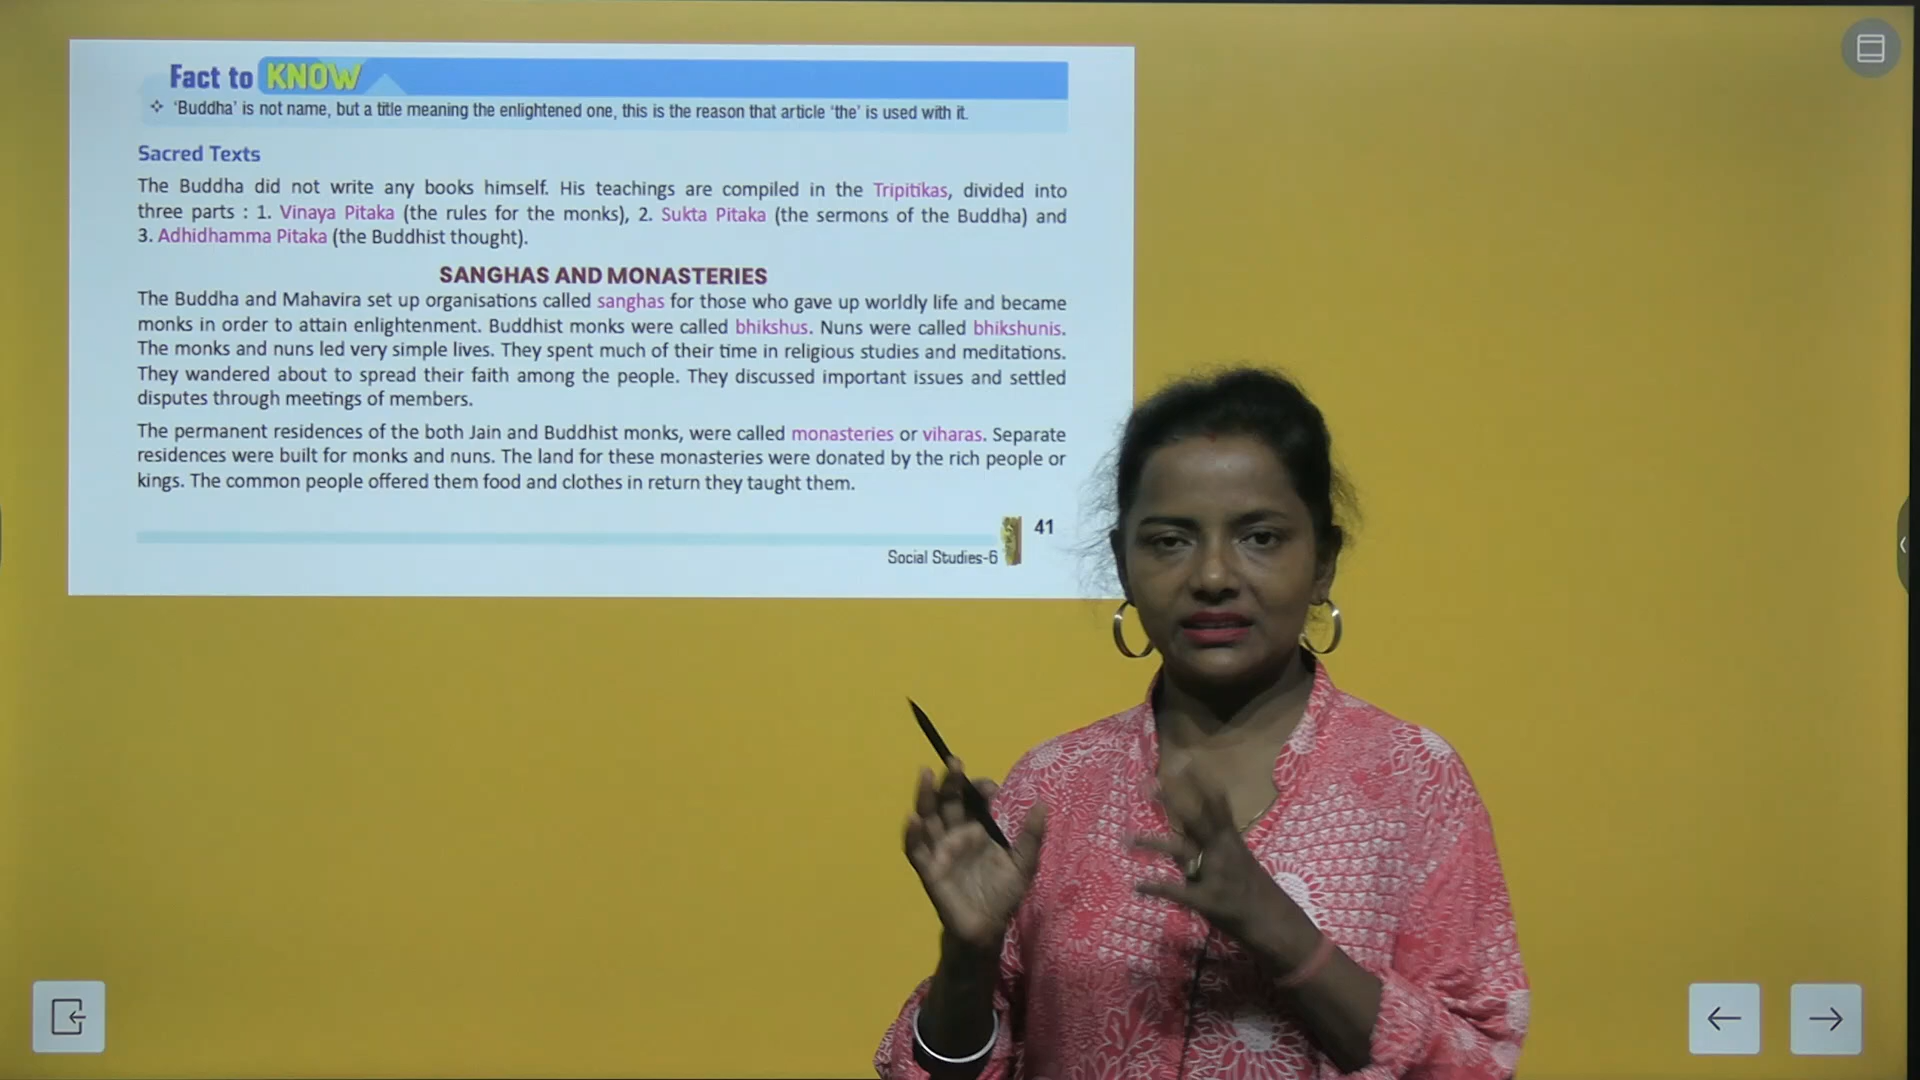 Fact to KNOW
❖ 'Buddha' is not name, but a title meaning the enlightened one, this is the reason that article 'the' is used with it.
Sacred Texts
The Buddha did not write any books himself. His teachings are compiled in the Tripitikas, divided into
three parts : 1. Vinaya Pitaka (the rules for the monks), 2. Sukta Pitaka (the sermons of the Buddha) and
3. Adhidhamma Pitaka (the Buddhist thought).
SANGHAS AND MONASTERIES
The Buddha and Mahavira set up organisations called sanghas for those who gave up worldly life and became
monks in order to attain enlightenment. Buddhist monks were called bhikshus. Nuns were called bhikshunis.
The monks and nuns led very simple lives. They spent much of their time in religious studies and meditations.
They wandered about to spread their faith among the people. They discussed important issues and settled
disputes through meetings of members.
The permanent residences of the both Jain and Buddhist monks, were called monasteries or viharas. Separate
residences were built for monks and nuns. The land for these monasteries were donated by the rich people or
kings. The common people offered them food and clothes in return they taught them.
41
Social Studies-6